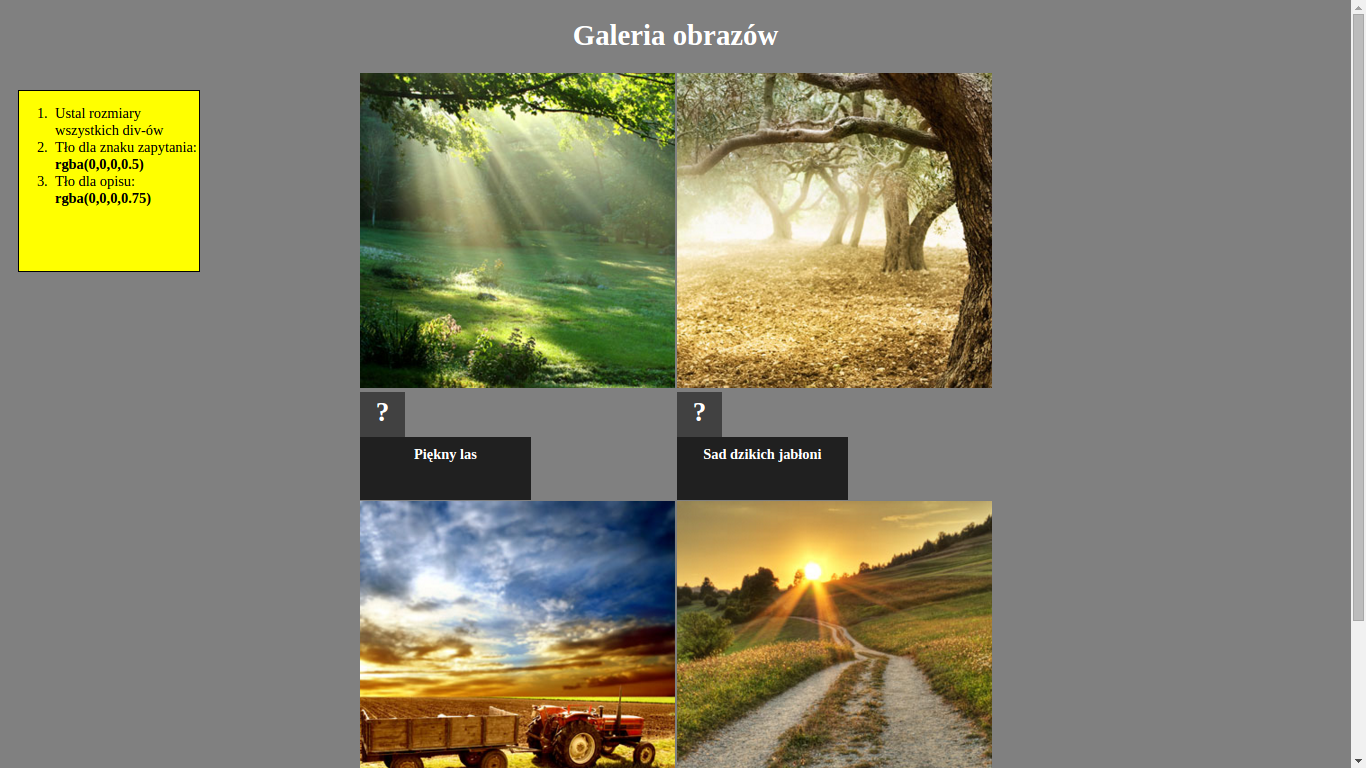 Galeria obrazów
1. Ustal rozmiary
wszystkich div-ów
2. Tło dla znaku zapytania:
rgba(0,0,0,0.5)
3. Tło dla opisu:
rgba(0,0,0,0.75)
?
?
Piękny las
Sad dzikich jabłoni